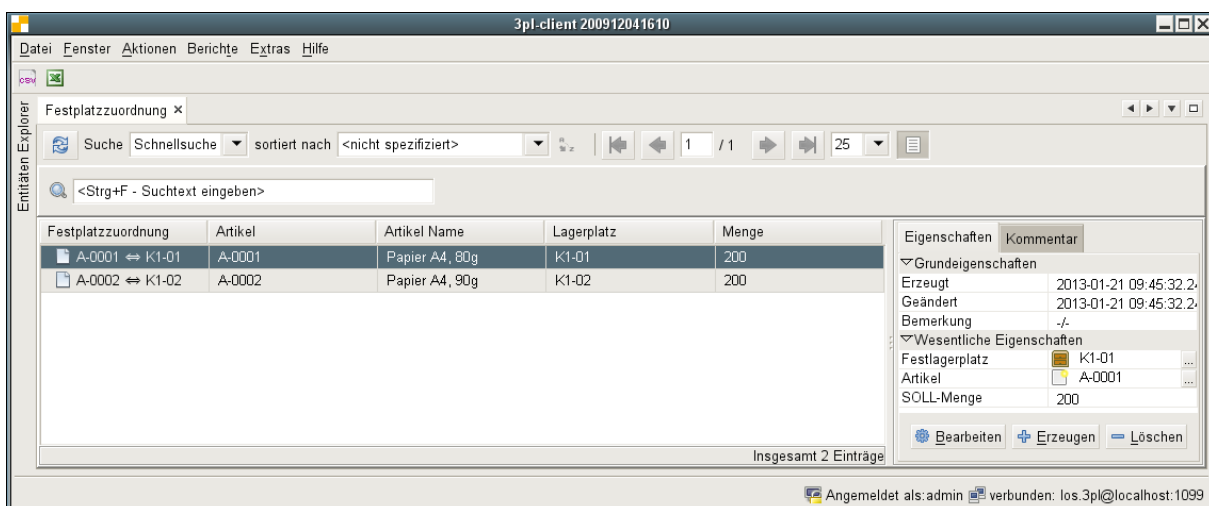 3pl-client 200912041610
Datei Fenster Aktionen Berichte Extras Hilfe
csv
Entitäten Explorer
Festplatzzuordnung ×
Suche Schnellsuche sortiert nach <nicht spezifiziert> 1 / 1 25
<Strg+F - Suchtext eingeben>
Festplatzzuordnung Artikel Artikel Name Lagerplatz Menge
A-0001 ⇔ K1-01 A-0001 Papier A4, 80g K1-01 200
A-0002 ⇔ K1-02 A-0002 Papier A4, 90g K1-02 200
Insgesamt 2 Einträge
Eigenschaften Kommentar
Grundeigenschaften
Erzeugt 2013-01-21 09:45:32.24
Geändert 2013-01-21 09:45:32.24
Bemerkung -/-
Wesentliche Eigenschaften
Festlagerplatz K1-01 ...
Artikel A-0001 ...
SOLL-Menge 200
Bearbeiten Erzeugen Löschen
Angemeldet als: admin verbunden: los.3pl@localhost:1099